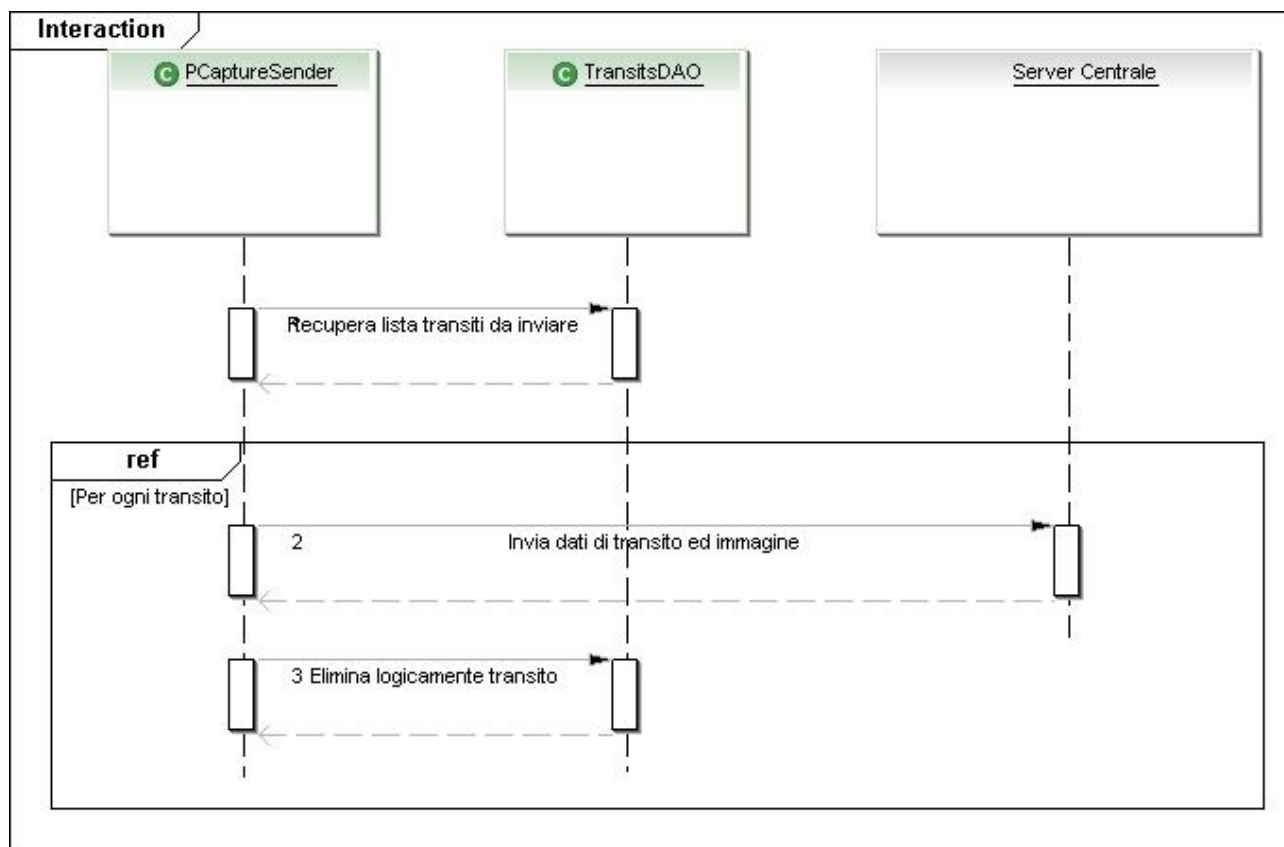 Interaction
C PCaptureSender
C TransitsDAO
Server Centrale
Recupera lista transiti da inviare
ref
[Per ogni transito]
2 Invia dati di transito ed immagine
3 Elimina logicamente transito